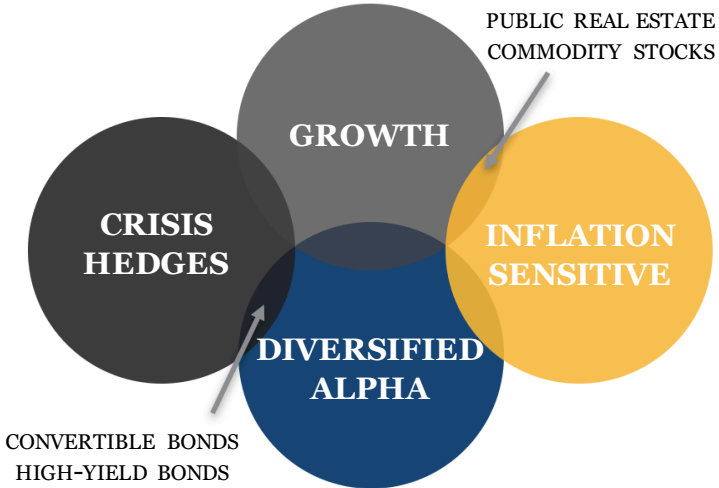 PUBLIC REAL ESTATE
COMMODITY STOCKS
GROWTH
CRISIS
HEDGES
INFLATION
SENSITIVE
DIVERSIFIED
ALPHA
CONVERTIBLE BONDS
HIGH-YIELD BONDS